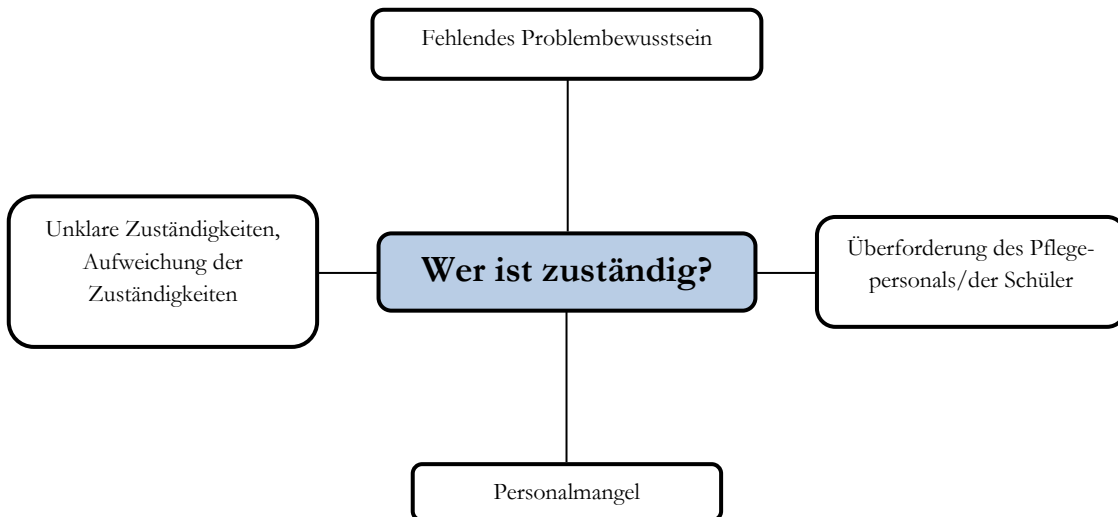 Fehlendes Problembewusstsein
Unklare Zuständigkeiten,
Aufweichung der
Zuständigkeiten
Wer ist zuständig?
Überforderung des Pflege-
personals/der Schüler
Personalmangel